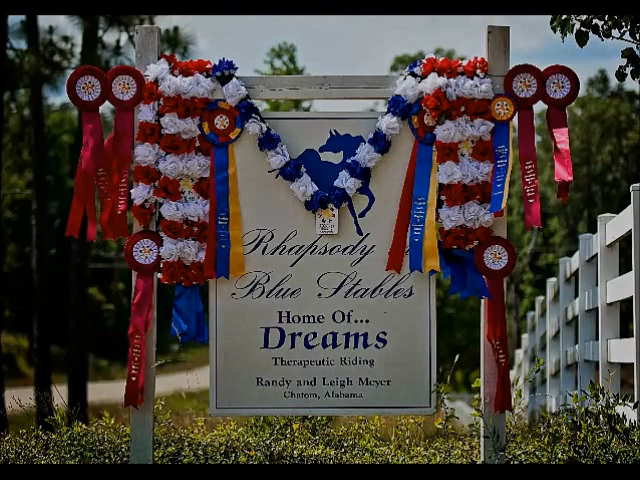 Rhapsody
Blue Stables
Home Of...
Dreams
Therapeutic Riding
Randy and Leigh Meyer
Chatom, Alabama